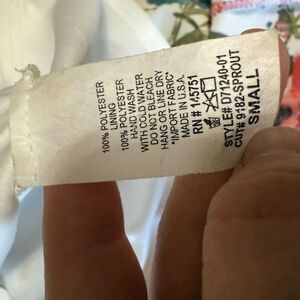 100% POLYESTER
LINING
100% POLYESTER
HAND WASH
WITH COLD WATER
DO NOT BLEACH
HANG OR LINE DRY
*IMPORT FABRIC
MADE IN U.S.A.
RN # 145751
STYLE# D71240-01
CUT# 9182-SPROUT
SMALL